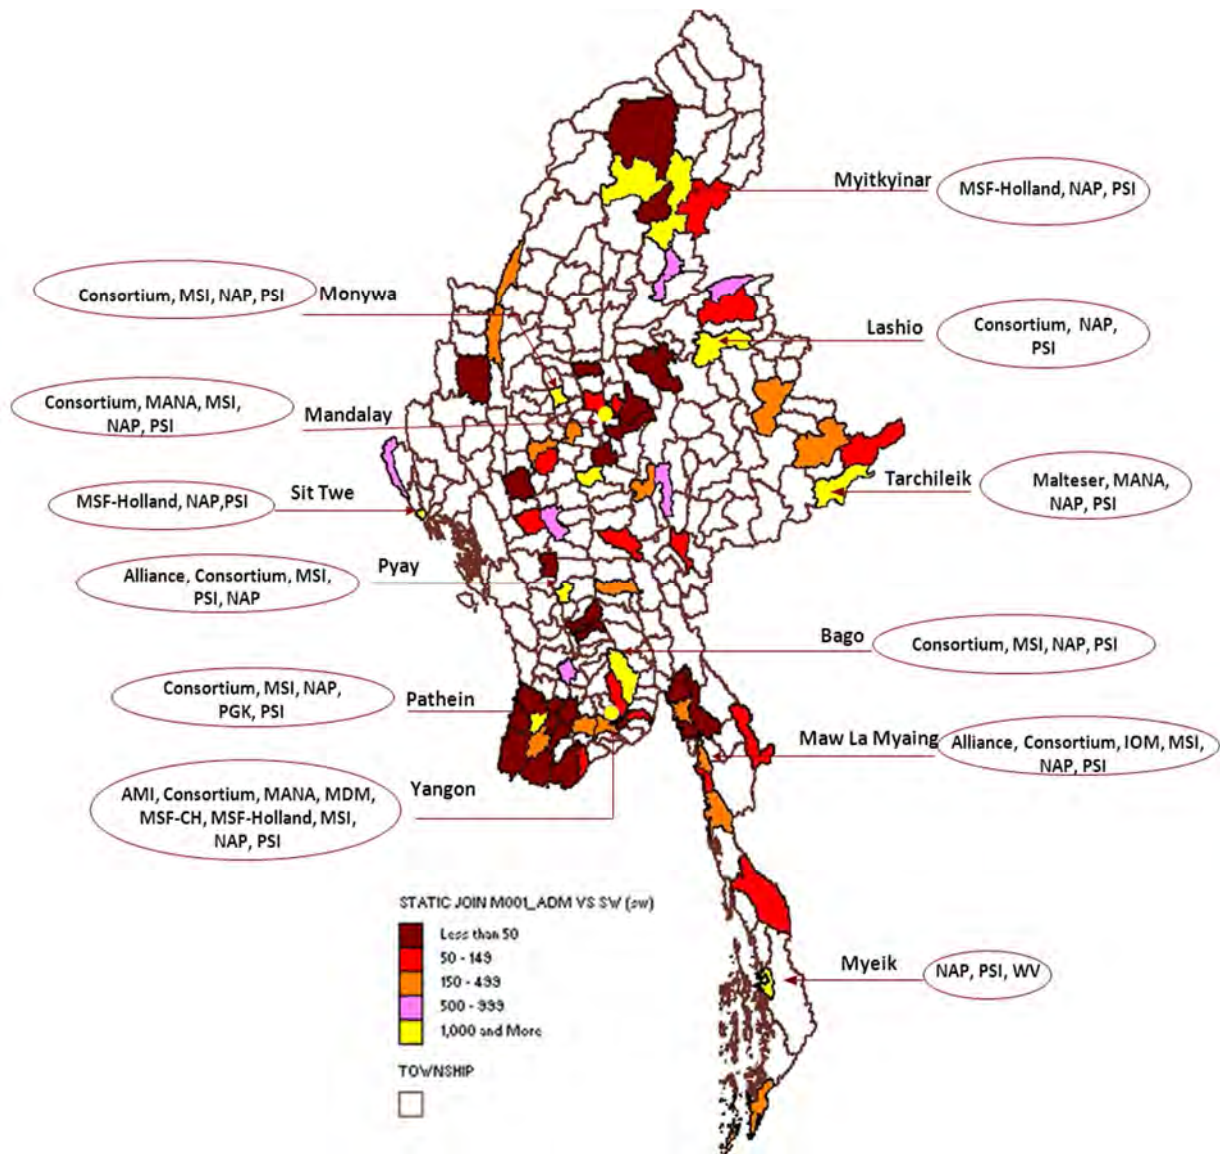 Myitkyinar
MSF-Holland, NAP, PSI
Consortium, MSI, NAP, PSI
Monywa
Lashio
Consortium, NAP,
PSI
Consortium, MANA, MSI,
NAP, PSI
Mandalay
Tarchileik
Malteser, MANA,
NAP, PSI
MSF-Holland, NAP,PSI
Sit Twe
Alliance, Consortium, MSI,
PSI, NAP
Pyay
Bago
Consortium, MSI, NAP, PSI
Consortium, MSI, NAP,
PGK, PSI
Pathein
Maw La Myaing
Alliance, Consortium, IOM, MSI,
NAP, PSI
AMI, Consortium, MANA, MDM,
MSF-CH, MSF-Holland, MSI,
NAP, PSI
Yangon
STATIC JOIN M001_ADM VS SW (sw)
Less than 50
50 - 149
150 - 499
500 - 999
1,000 and More
TOWNSHIP
Myeik
NAP, PSI, WV